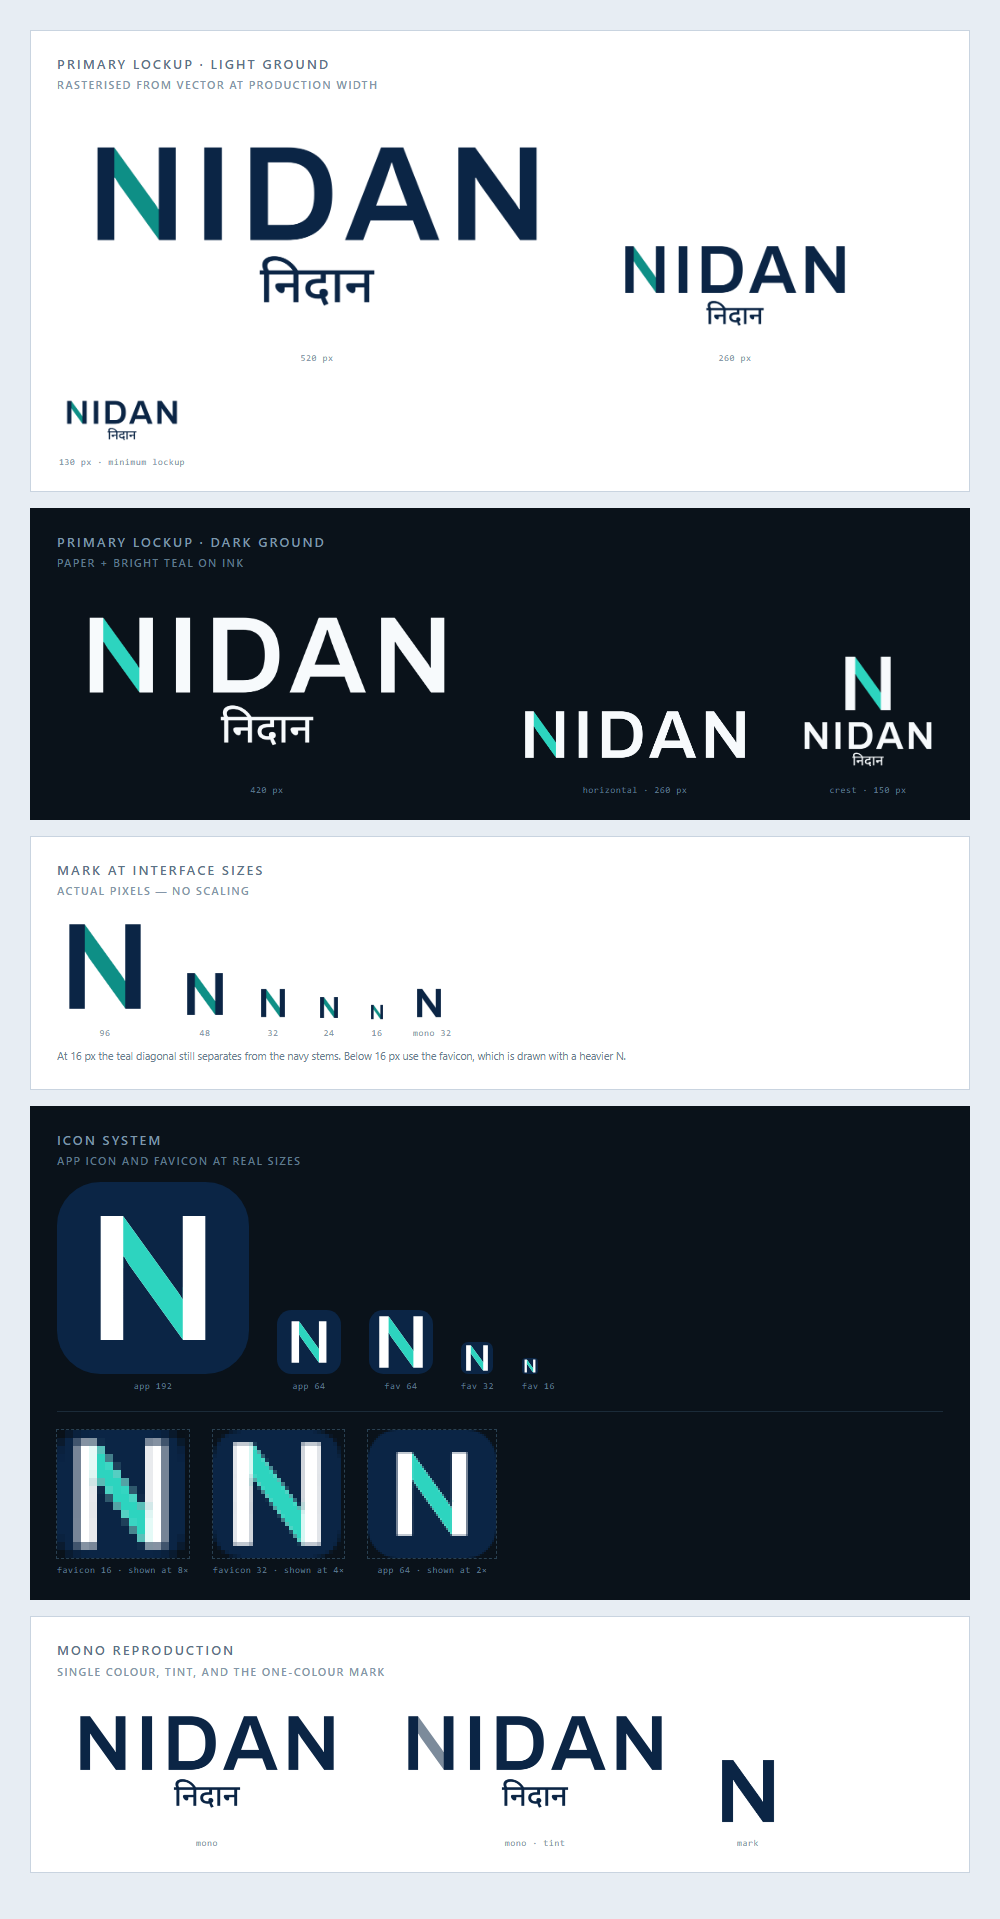 PRIMARY LOCKUP · LIGHT GROUND
RASTERISED FROM VECTOR AT PRODUCTION WIDTH
NIDAN
निदान
520 px
NIDAN
निदान
260 px
NIDAN
निदान
130 px · minimum lockup
PRIMARY LOCKUP · DARK GROUND
PAPER + BRIGHT TEAL ON INK
NIDAN
निदान
420 px
NIDAN
horizontal · 260 px
N
NIDAN
निदान
crest · 150 px
MARK AT INTERFACE SIZES
ACTUAL PIXELS — NO SCALING
N N N N N N
96 48 32 24 16 mono 32
At 16 px the teal diagonal still separates from the navy stems. Below 16 px use the favicon, which is drawn with a heavier N.
ICON SYSTEM
APP ICON AND FAVICON AT REAL SIZES
N N N N N
app 192 app 64 fav 64 fav 32 fav 16
N N N
favicon 16 · shown at 8× favicon 32 · shown at 4× app 64 · shown at 2×
MONO REPRODUCTION
SINGLE COLOUR, TINT, AND THE ONE-COLOUR MARK
NIDAN
निदान
mono
NIDAN
निदान
mono · tint
N
mark